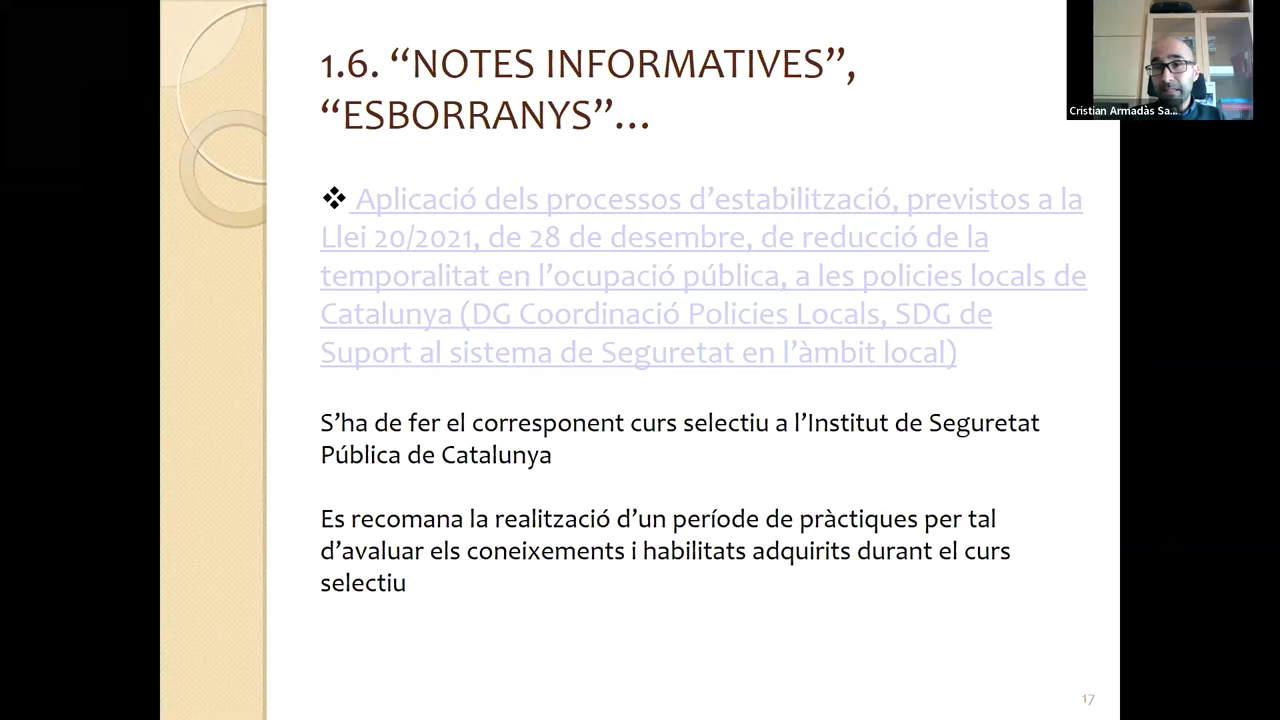 1.6. “NOTES INFORMATIVES”,
“ESBORRANYS”...
Cristian Armadàs Sa...
❖ Aplicació dels processos d’estabilització, previstos a la
Llei 20/2021, de 28 de desembre, de reducció de la
temporalitat en l’ocupació pública, a les policies locals de
Catalunya (DG Coordinació Policies Locals, SDG de
Suport al sistema de Seguretat en l’àmbit local)
S’ha de fer el corresponent curs selectiu a l’Institut de Seguretat
Pública de Catalunya
Es recomana la realització d’un període de pràctiques per tal
d’avaluar els coneixements i habilitats adquirits durant el curs
selectiu
17